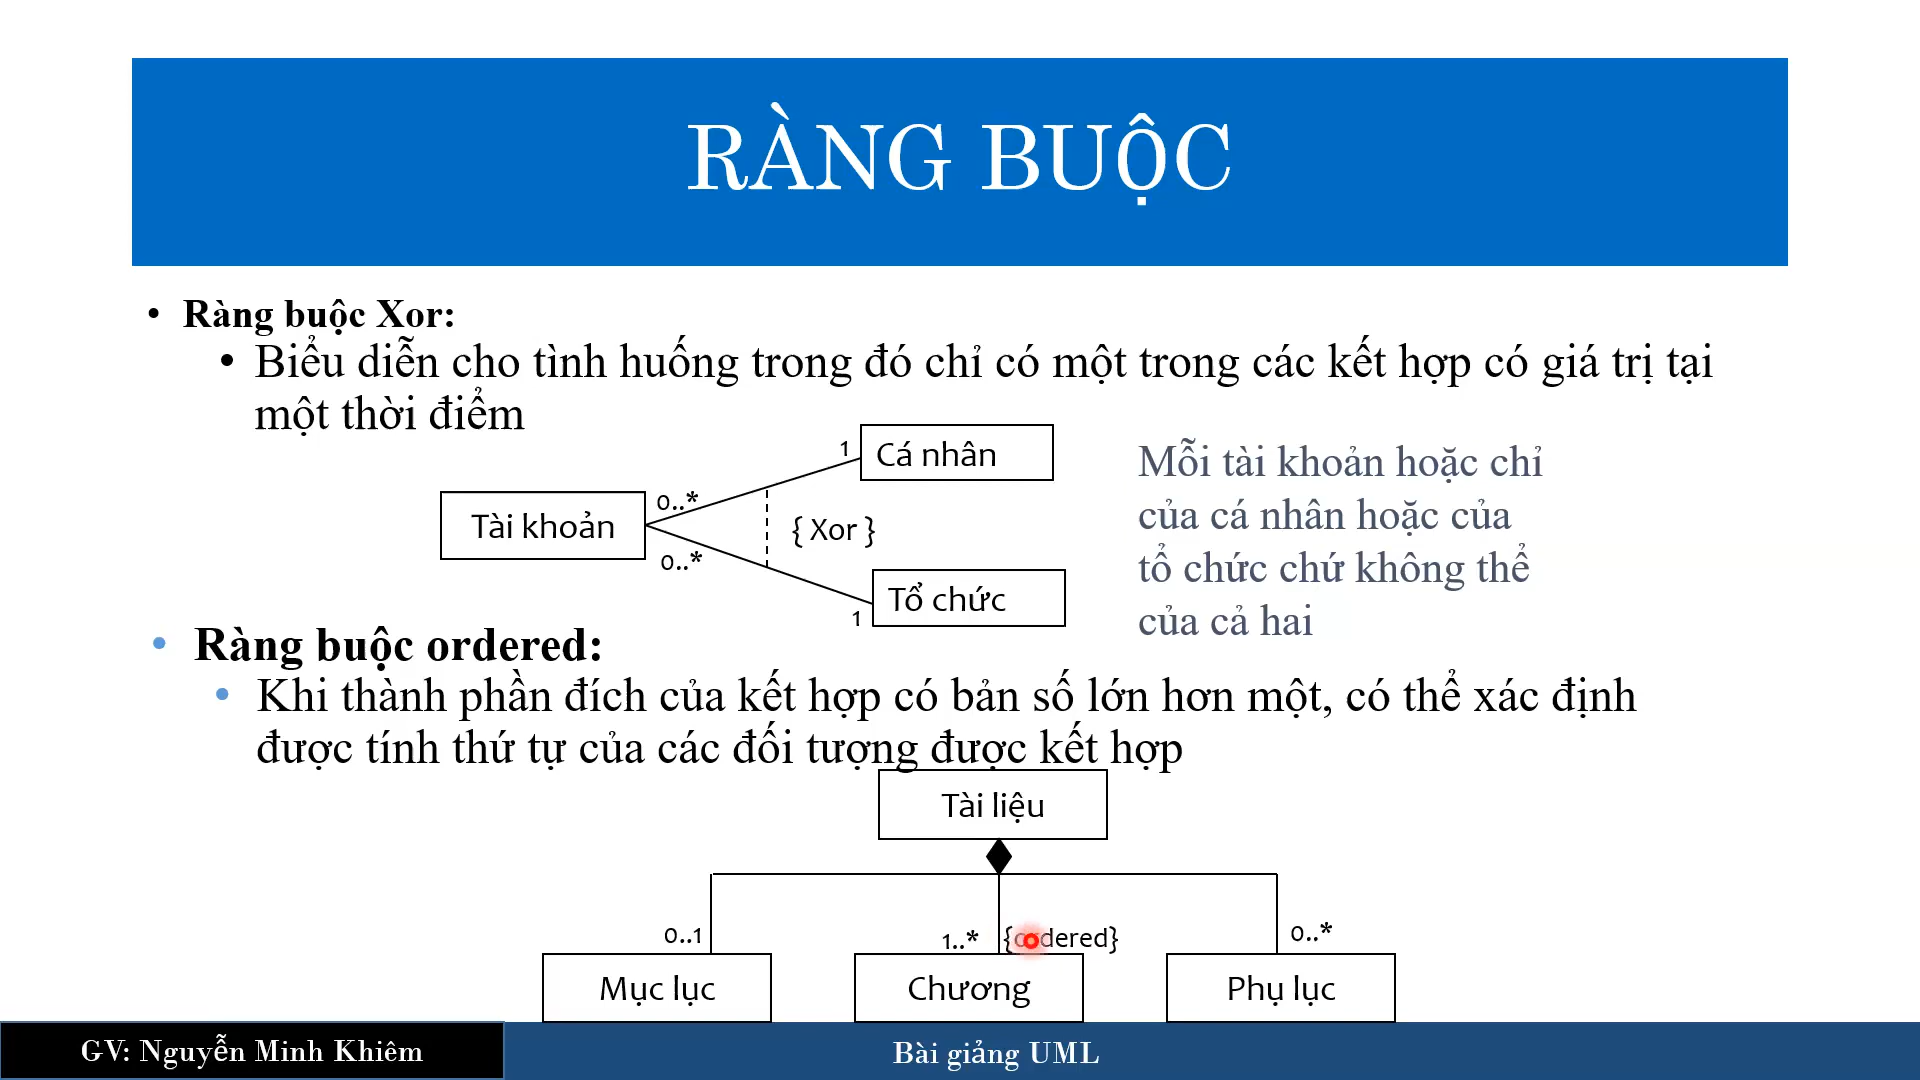 RÀNG BUỘC
• Ràng buộc Xor:
• Biểu diễn cho tình huống trong đó chỉ có một trong các kết hợp có giá trị tại
một thời điểm
1
Cá nhân
0..*
Tài khoản
{ Xor }
0..*
Tổ chức
1
Mỗi tài khoản hoặc chỉ
của cá nhân hoặc của
tổ chức chứ không thể
của cả hai
• Ràng buộc ordered:
• Khi thành phần đích của kết hợp có bản số lớn hơn một, có thể xác định
được tính thứ tự của các đối tượng được kết hợp
Tài liệu
0..1
1..*
{ordered}
0..*
Mục lục
Chương
Phụ lục
GV: Nguyễn Minh Khiêm
Bài giảng UML